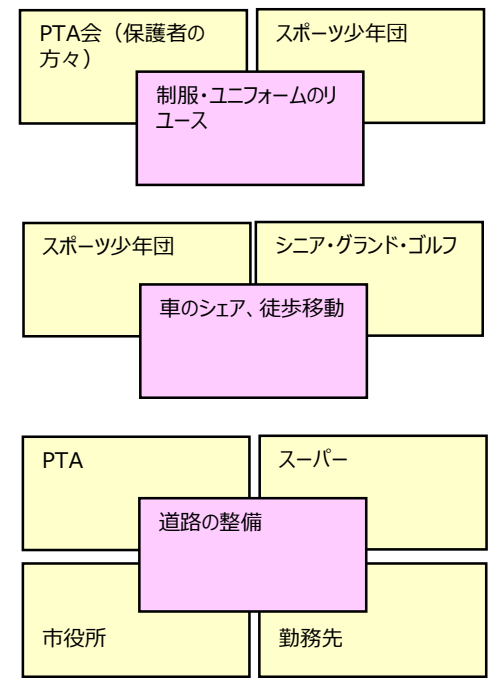 PTA会（保護者の
方々）
スポーツ少年団
制服・ユニフォームのリ
ユース
スポーツ少年団
シニア・グランド・ゴルフ
車のシェア、徒歩移動
PTA
スーパー
道路の整備
市役所
勤務先